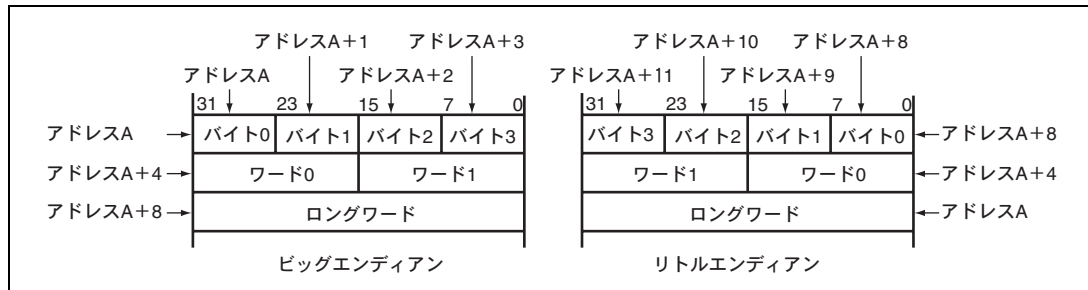 アドレスA+1 アドレスA+3 アドレスA+10 アドレスA+8
アドレスA アドレスA+2 アドレスA+11 アドレスA+9
31 23 15 7 0 31 23 15 7 0
アドレスA バイト0 バイト1 バイト2 バイト3 バイト3 バイト2 バイト1 バイト0 アドレスA+8
アドレスA+4 ワード0 ワード1 ワード1 ワード0 アドレスA+4
アドレスA+8 ロングワード ロングワード アドレスA
ビッグエンディアン リトルエンディアン